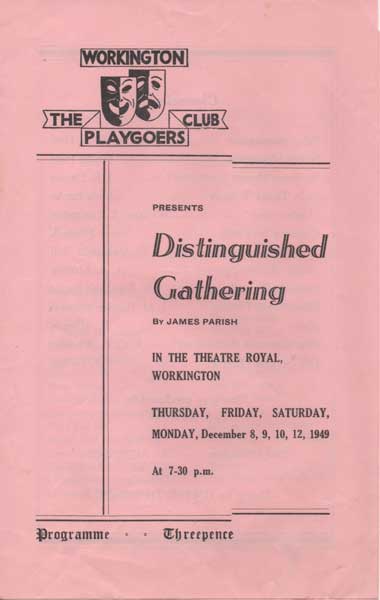 WORKINGTON
THE CLUB
PLAYGOERS
PRESENTS
Distinguished
Gathering
By JAMES PARISH
IN THE THEATRE ROYAL,
WORKINGTON
THURSDAY, FRIDAY, SATURDAY,
MONDAY, December 8, 9, 10, 12, 1949
At 7-30 p.m.
Programme - - Threepence